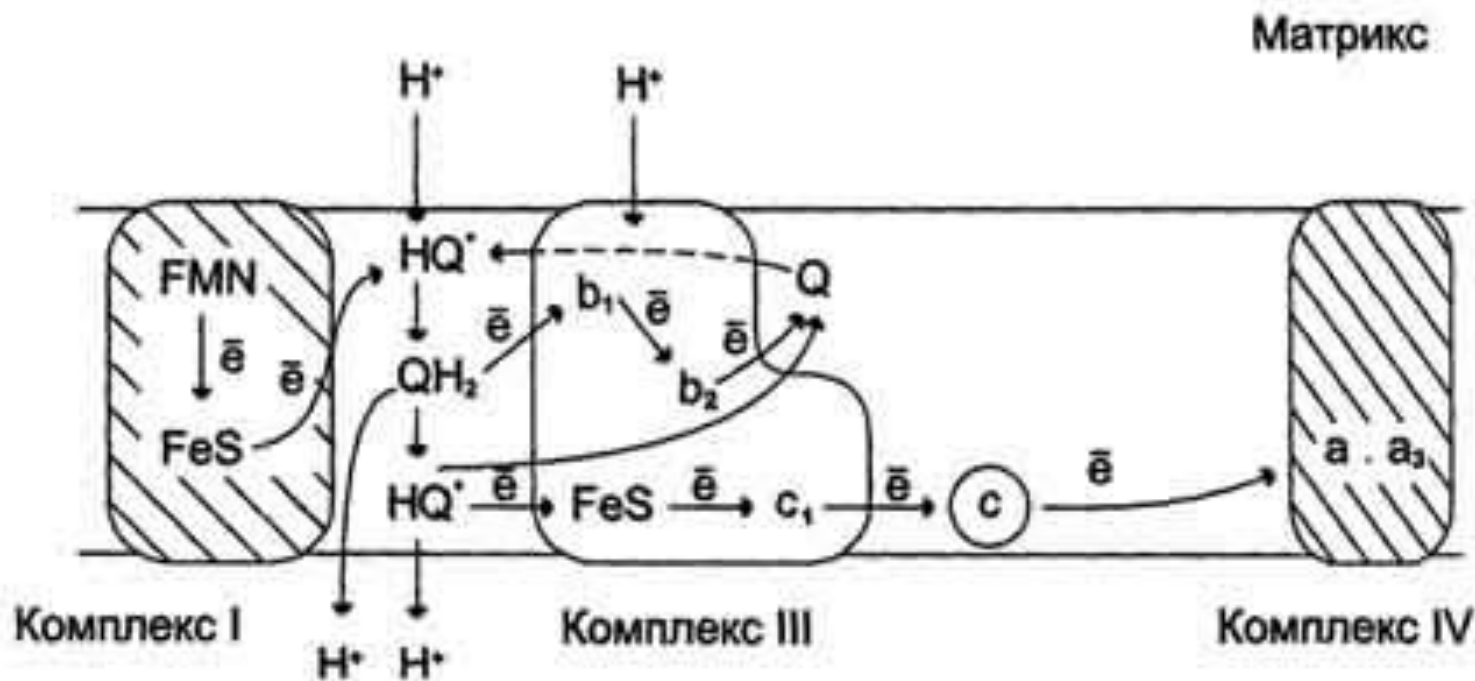 Матрикс
H⁺ H⁺
HQ˙ Q
FMN b₁ ē
ē ē ē
ē QH₂ b₂
FeS a . a₃
HQ˙ ē FeS ē c₁ ē c ē
Комплекс I Комплекс III Комплекс IV
H⁺ H⁺